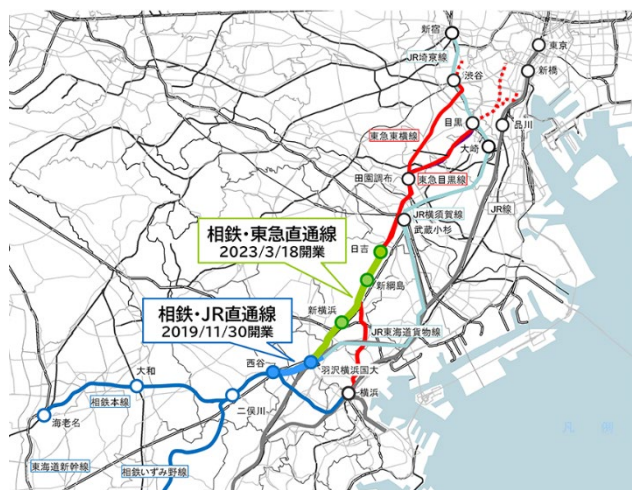 新宿
東京
JR埼京線
渋谷
新橋
目黒
品川
東急東横線
大崎
田園調布
東急目黒線
JR横須賀線
武蔵小杉
JR線
相鉄・東急直通線
2023/3/18開業
日吉
新綱島
相鉄・JR直通線
2019/11/30開業
新横浜
JR東海道貨物線
西谷
羽沢横浜国大
大和
相鉄本線
二俣川
横浜
海老名
東海道新幹線
相鉄いずみ野線